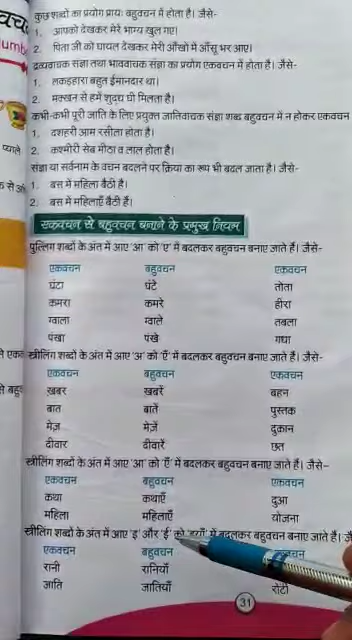 कुछ शब्दों का प्रयोग प्रायः बहुवचन में होता है। जैसे-
1. आपको देखकर मेरे भाग्य खुल गए।
2. पिता जी को घायल देखकर मेरी आँखों में आँसू भर आए।
द्रव्यवाचक संज्ञा तथा भाववाचक संज्ञा का प्रयोग एकवचन में होता है। जैसे-
1. लकड़हारा बहुत ईमानदार था।
2. मक्खन से हमें शुद्ध घी मिलता है।
कभी-कभी पूरी जाति के लिए प्रयुक्त जातिवाचक संज्ञा शब्द बहुवचन में न होकर एकवचन
1. दशहरी आम रसीला होता है।
2. कश्मीरी सेब मीठा व लाल होता है।
संज्ञा या सर्वनाम के वचन बदलने पर क्रिया का रूप भी बदल जाता है। जैसे-
1. बस में महिला बैठी है।
2. बस में महिलाएँ बैठी हैं।
एकवचन से बहुवचन बनाने के प्रमुख नियम
पुल्लिंग शब्दों के अंत में आए 'आ' को 'ए' में बदलकर बहुवचन बनाए जाते हैं। जैसे-
एकवचन बहुवचन एकवचन
घंटा घंटे तोता
कमरा कमरे हीरा
ग्वाला ग्वाले तबला
पंखा पंखे गधा
स्त्रीलिंग शब्दों के अंत में आए 'अ' को 'एँ' में बदलकर बहुवचन बनाए जाते हैं। जैसे-
एकवचन बहुवचन एकवचन
खबर खबरें बहन
बात बातें पुस्तक
मेज़ मेज़ें दुकान
दीवार दीवारें छत
स्त्रीलिंग शब्दों के अंत में आए 'आ' को 'एँ' में बदलकर बहुवचन बनाए जाते हैं। जैसे-
एकवचन बहुवचन एकवचन
कथा कथाएँ दुआ
महिला महिलाएँ योजना
स्त्रीलिंग शब्दों के अंत में आए 'इ' और 'ई' को 'इयाँ' में बदलकर बहुवचन बनाए जाते हैं।
एकवचन बहुवचन
रानी रानियाँ
जाति जातियाँ रोटी
31